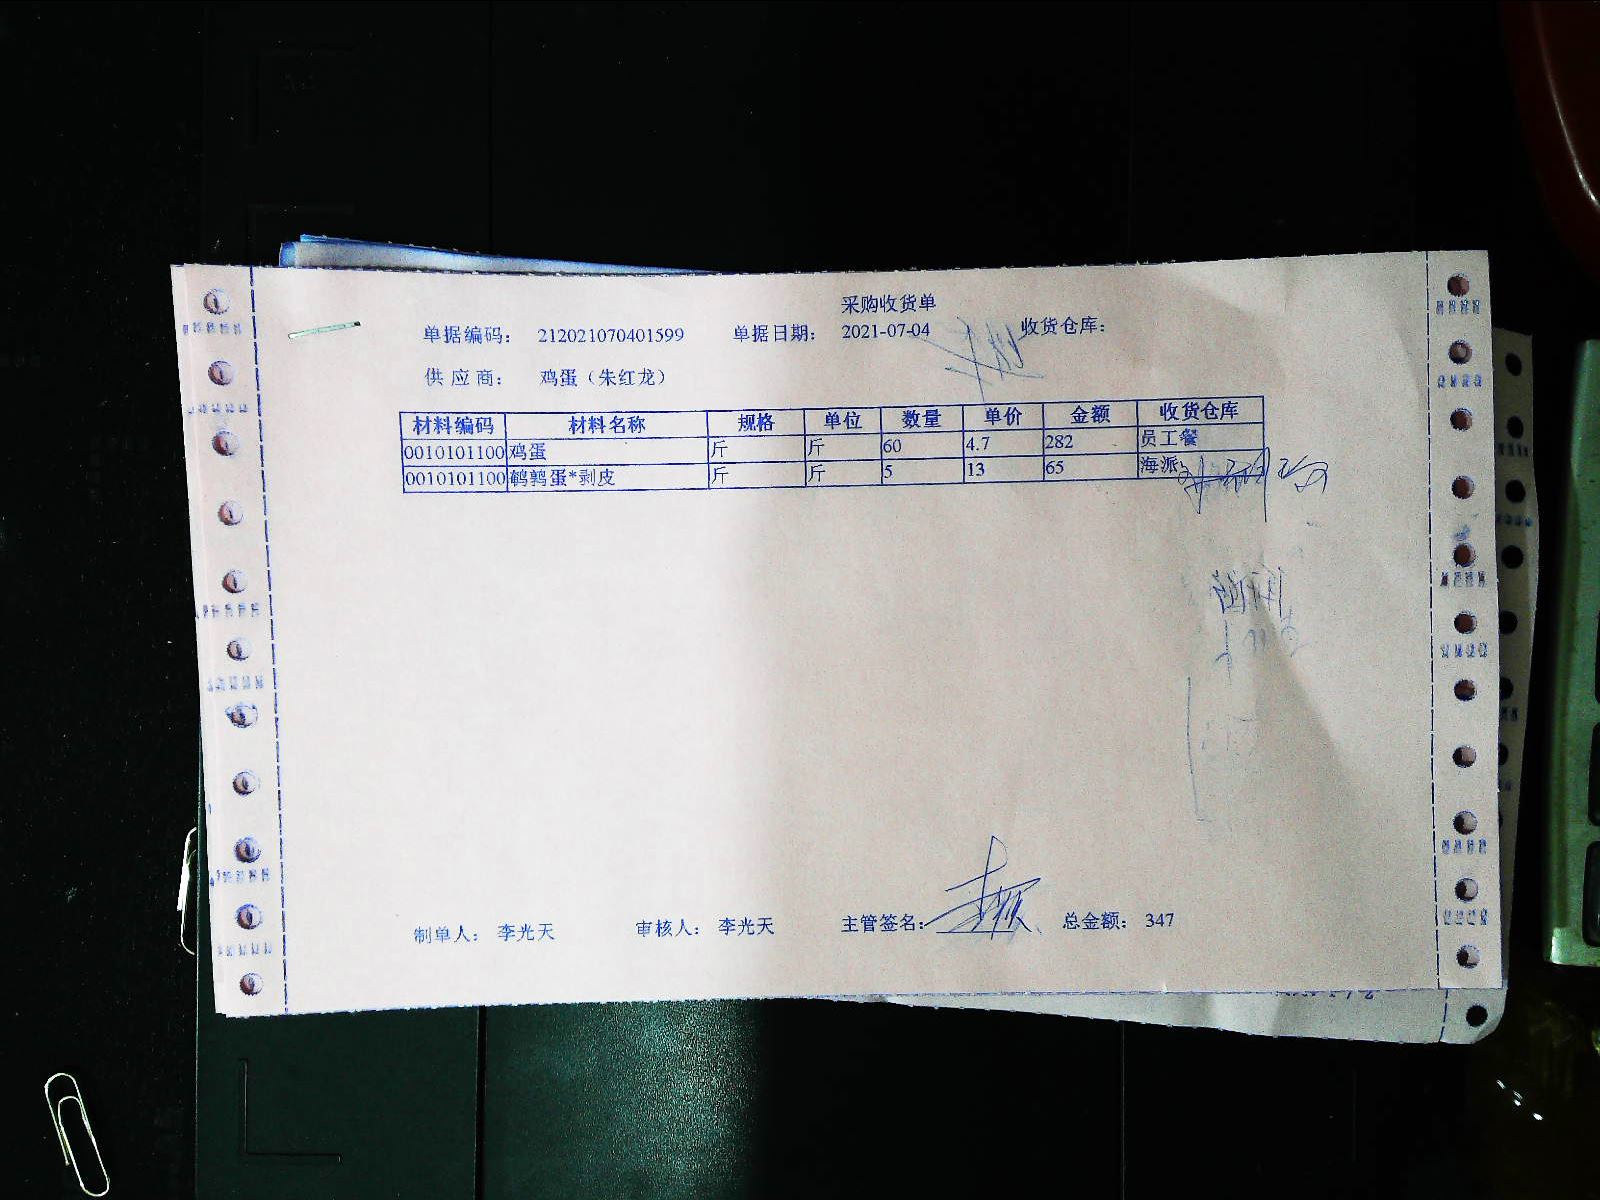 采购收货单
单据编码： 212021070401599 单据日期： 2021-07-04 收货仓库：
供应商： 鸡蛋（朱红龙）
材料编码 材料名称 规格 单位 数量 单价 金额 收货仓库
0010101100 鸡蛋 斤 斤 60 4.7 282 员工餐
0010101100 鹌鹑蛋*剥皮 斤 斤 5 13 65 海派
制单人： 李光天 审核人： 李光天 主管签名： 总金额： 347